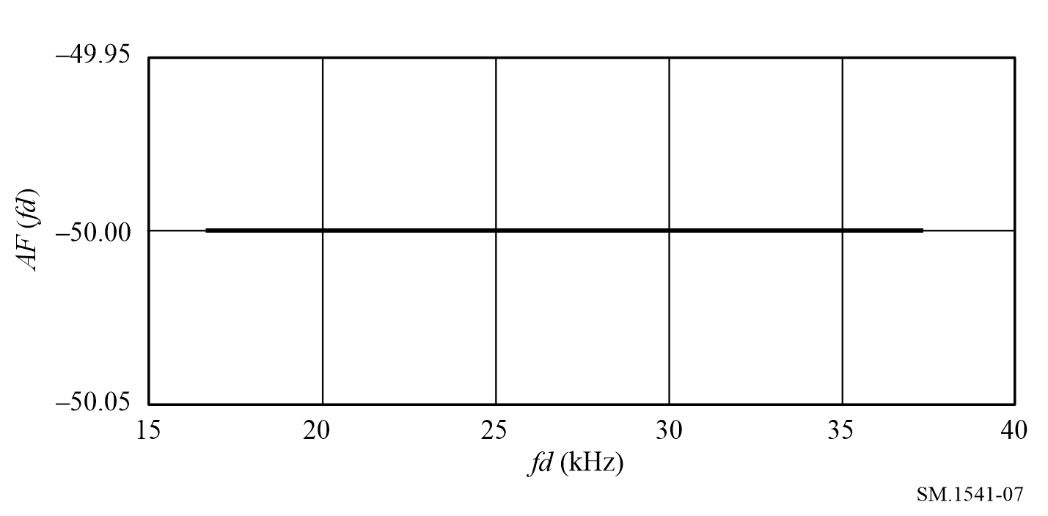 –49.95
–50.00
–50.05
AF (fd)
15 20 25 30 35 40
fd (kHz)
SM.1541-07